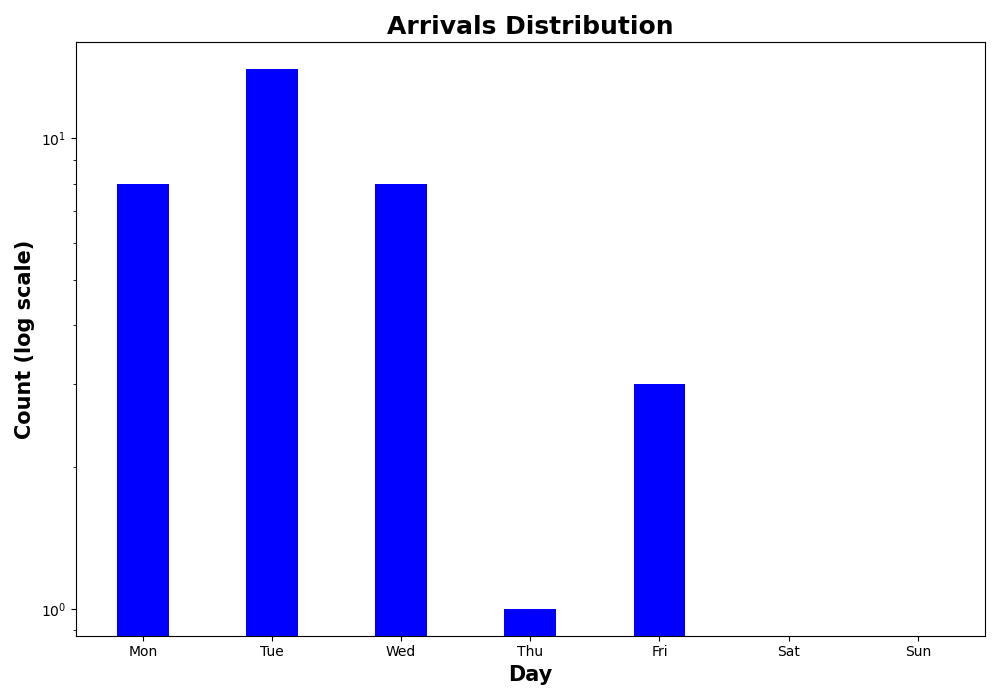 Arrivals Distribution
Count (log scale)
10¹
10⁰
Mon Tue Wed Thu Fri Sat Sun
Day